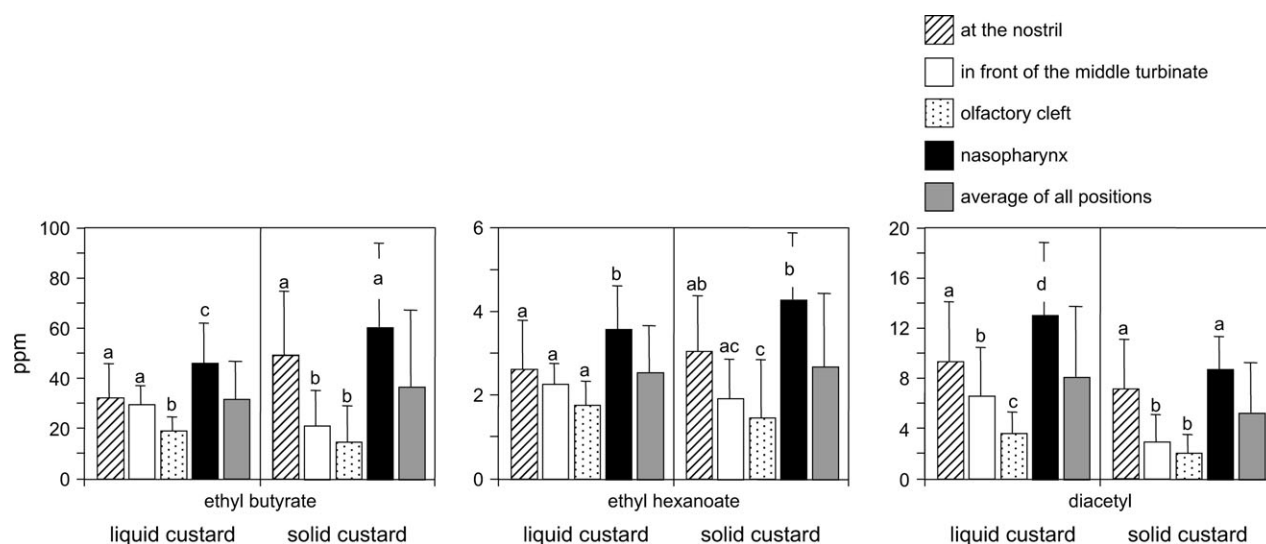 at the nostril
in front of the middle turbinate
olfactory cleft
nasopharynx
average of all positions
ppm
100
80
60
40
20
0
a
a
b
c
a
b
b
a
ethyl butyrate
liquid custard
solid custard
6
4
2
0
a
a
a
b
ab
ac
c
b
ethyl hexanoate
liquid custard
solid custard
20
16
12
8
4
0
a
b
c
d
a
b
b
a
diacetyl
liquid custard
solid custard